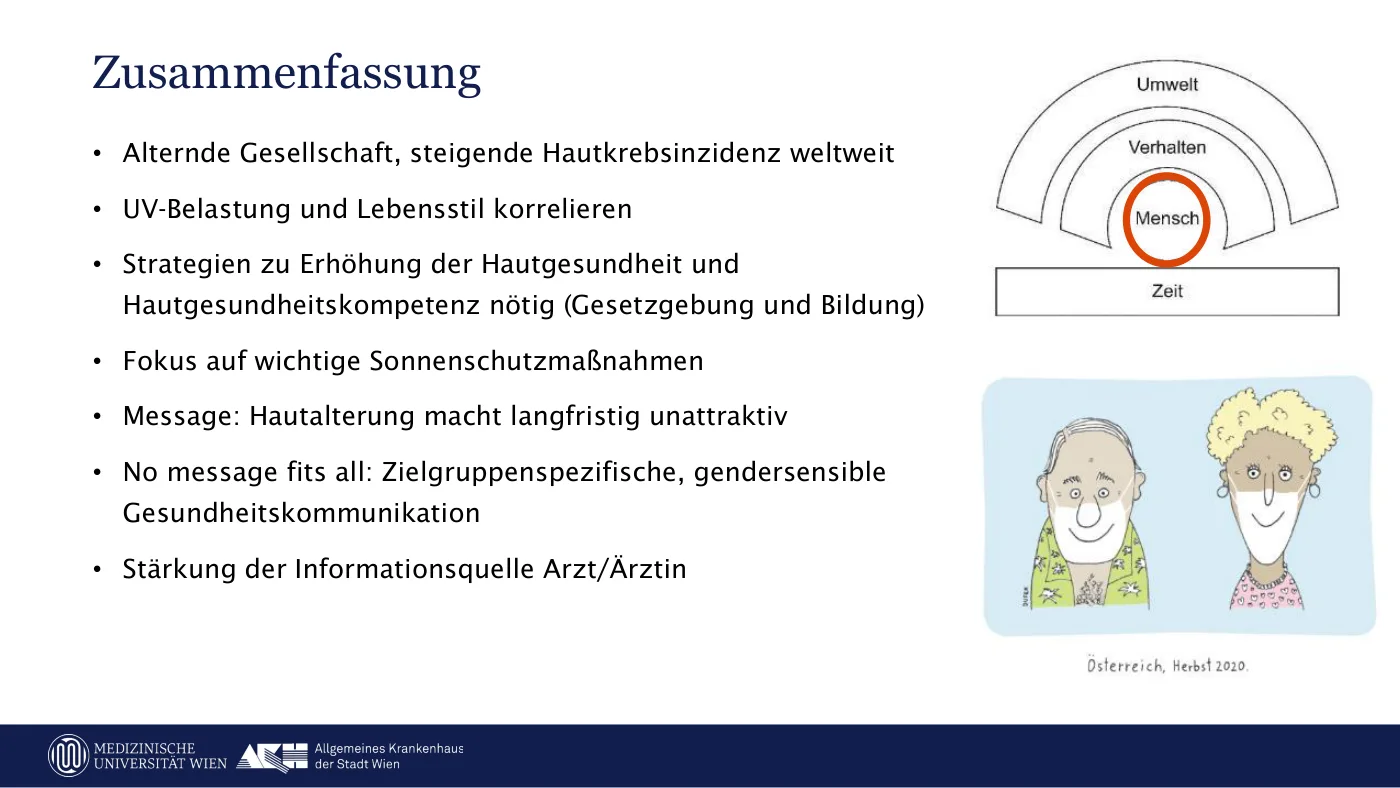 Zusammenfassung
• Alternde Gesellschaft, steigende Hautkrebsinzidenz weltweit
• UV-Belastung und Lebensstil korrelieren
• Strategien zu Erhöhung der Hautgesundheit und
Hautgesundheitskompetenz nötig (Gesetzgebung und Bildung)
• Fokus auf wichtige Sonnenschutzmaßnahmen
• Message: Hautalterung macht langfristig unattraktiv
• No message fits all: Zielgruppenspezifische, gendersensible
Gesundheitskommunikation
• Stärkung der Informationsquelle Arzt/Ärztin
Umwelt
Verhalten
Mensch
Zeit
Österreich, Herbst 2020.
MEDIZINISCHE
UNIVERSITÄT WIEN
AKH
Allgemeines Krankenhaus
der Stadt Wien